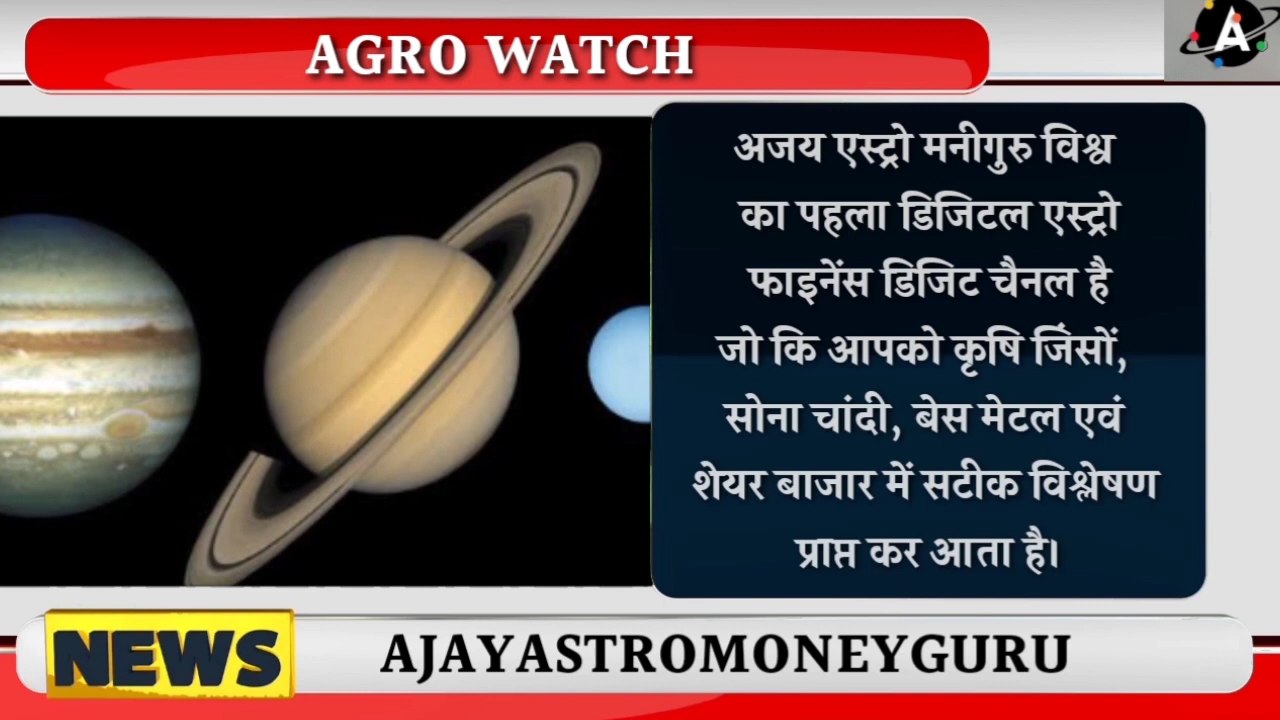 AGRO WATCH
A
अजय एस्ट्रो मनीगुरु विश्व
का पहला डिजिटल एस्ट्रो
फाइनेंस डिजिट चैनल है
जो कि आपको कृषि जिंसों,
सोना चांदी, बेस मेटल एवं
शेयर बाजार में सटीक विश्लेषण
प्राप्त कर आता है।
NEWS
AJAYASTROMONEYGURU